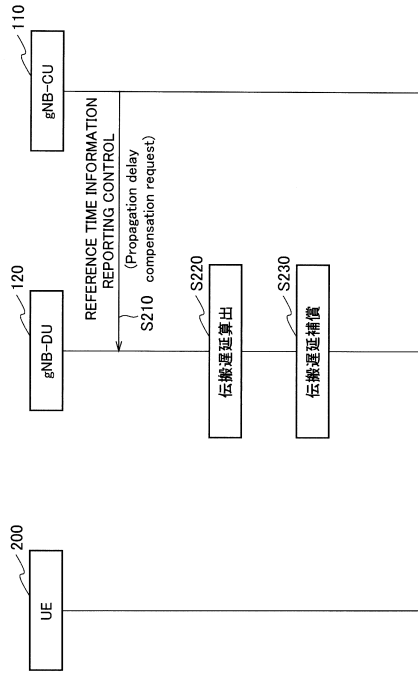 200
UE
120
gNB-DU
110
gNB-CU
REFERENCE TIME INFORMATION
REPORTING CONTROL
(Propagation delay
compensation request)
S210
S220
伝搬遅延算出
S230
伝搬遅延補償